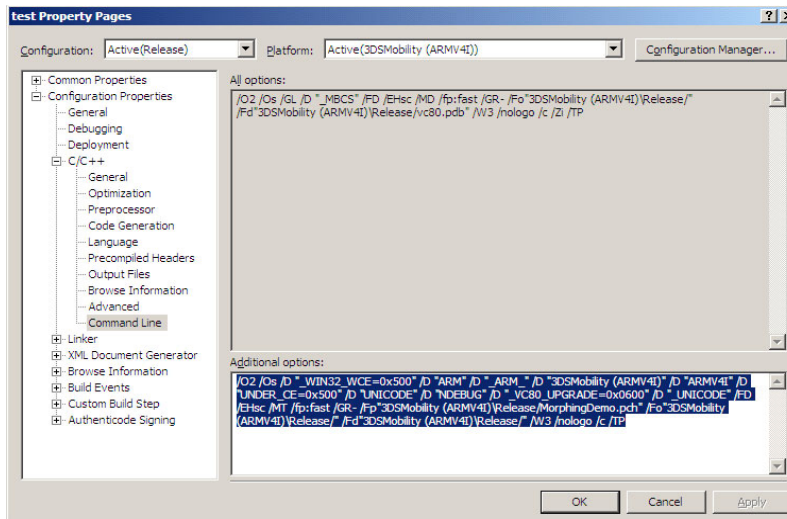 test Property Pages
Configuration: Active(Release) Platform: Active(3DSMobility (ARMV4I)) Configuration Manager...
Common Properties
Configuration Properties
General
Debugging
Deployment
C/C++
General
Optimization
Preprocessor
Code Generation
Language
Precompiled Headers
Output Files
Browse Information
Advanced
Command Line
Linker
XML Document Generator
Browse Information
Build Events
Custom Build Step
Authenticode Signing
All options:
/O2 /Os /GL /D "_MBCS" /FD /EHsc /MD /fp:fast /GR- /Fo"3DSMobility (ARMV4I)\Release/"
/Fd"3DSMobility (ARMV4I)\Release/vc80.pdb" /W3 /nologo /c /Zi /TP
Additional options:
/O2 /Os /D "_WIN32_WCE=0x500" /D "ARM" /D "_ARM_" /D "3DSMobility (ARMV4I)" /D "ARMV4I" /D
"UNDER_CE=0x500" /D "UNICODE" /D "NDEBUG" /D "_VC80_UPGRADE=0x0600" /D "_UNICODE" /FD
/EHsc /MT /fp:fast /GR- /Fp"3DSMobility (ARMV4I)\Release/MorphingDemo.pch" /Fo"3DSMobility
(ARMV4I)\Release/" /Fd"3DSMobility (ARMV4I)\Release/" /W3 /nologo /c /TP
OK Cancel Apply